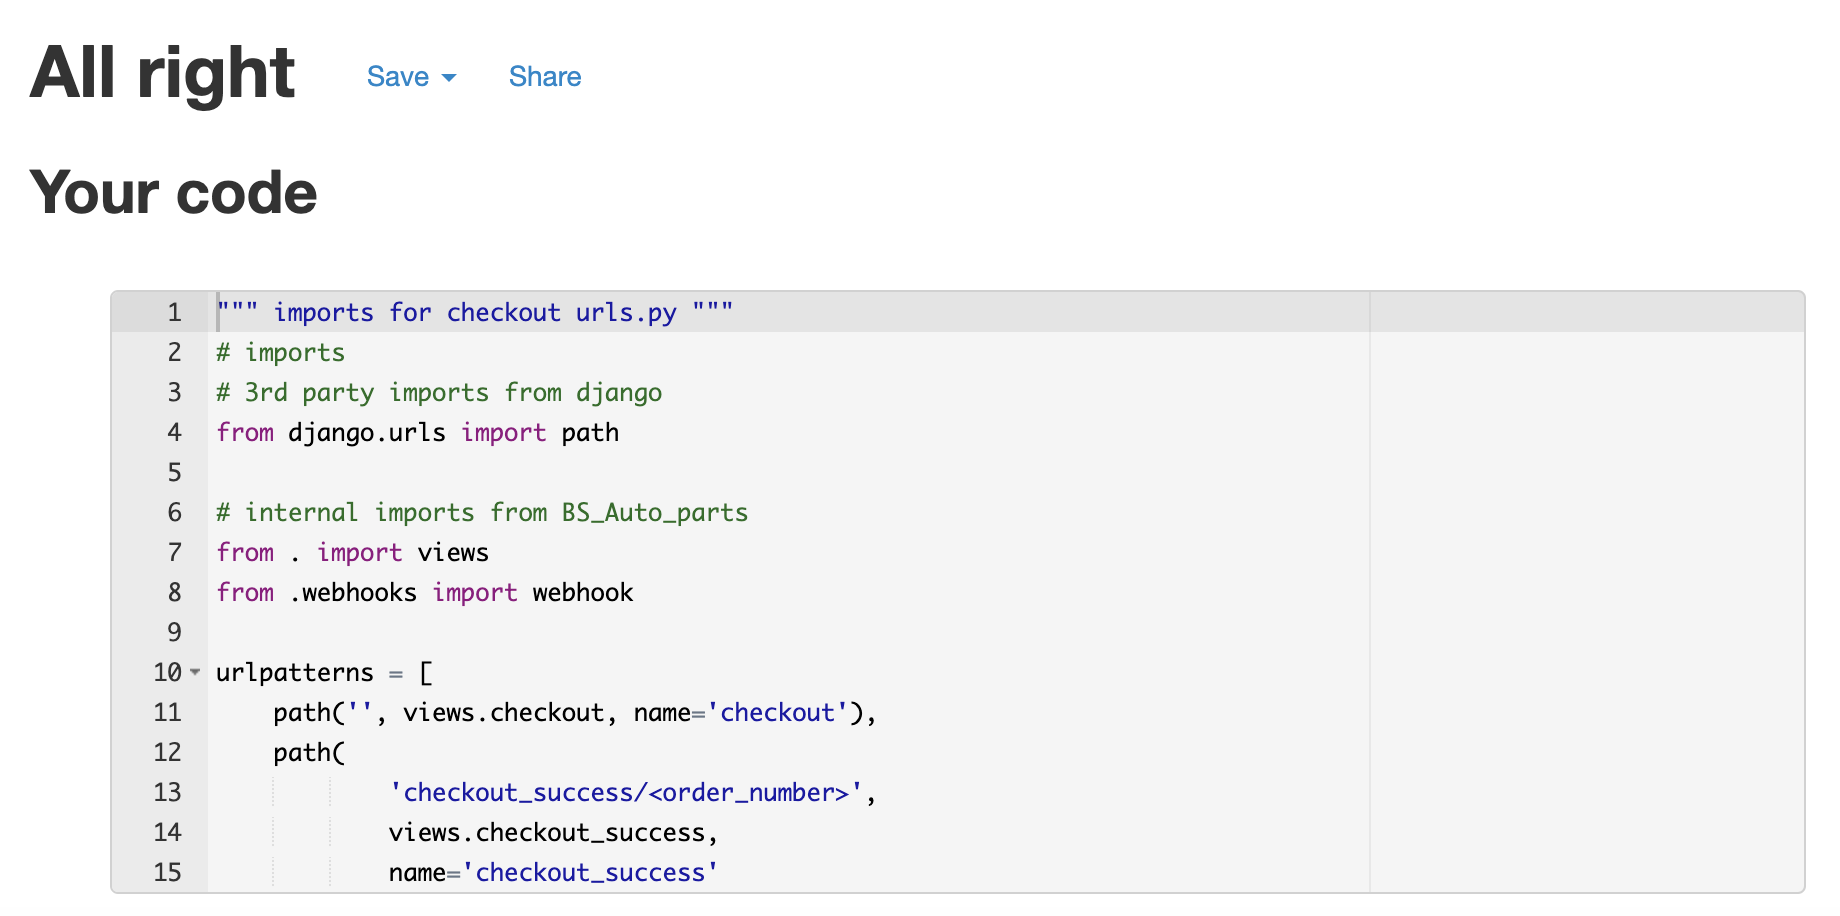 All right Save Share
Your code
1 """ imports for checkout urls.py """
2 # imports
3 # 3rd party imports from django
4 from django.urls import path
5
6 # internal imports from BS_Auto_parts
7 from . import views
8 from .webhooks import webhook
9
10 urlpatterns = [
11     path('', views.checkout, name='checkout'),
12     path(
13             'checkout_success/<order_number>',
14             views.checkout_success,
15             name='checkout_success'